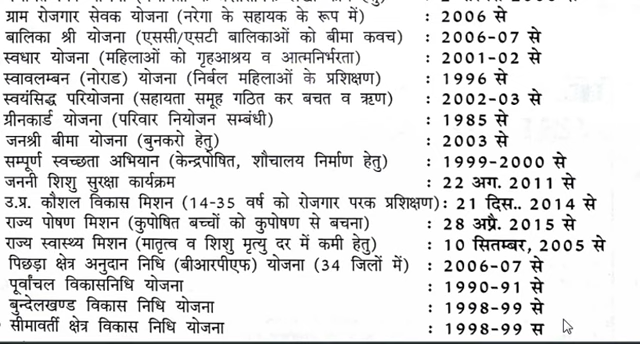 ग्राम रोजगार सेवक योजना (नरेगा के सहायक के रूप में) : 2006 से
बालिका श्री योजना (एससी/एसटी बालिकाओं को बीमा कवच) : 2006-07 से
स्वधार योजना (महिलाओं को गृहआश्रय व आत्मनिर्भरता) : 2001-02 से
स्वावलम्बन (नोराड) योजना (निर्बल महिलाओं के प्रशिक्षण) : 1996 से
स्वयंसिद्ध परियोजना (सहायता समूह गठित कर बचत व ऋण) : 2002-03 से
ग्रीनकार्ड योजना (परिवार नियोजन सम्बंधी) : 1985 से
जनश्री बीमा योजना (बुनकरो हेतु) : 2003 से
सम्पूर्ण स्वच्छता अभियान (केन्द्रपोषित, शौचालय निर्माण हेतु) : 1999-2000 से
जननी शिशु सुरक्षा कार्यक्रम : 22 अग. 2011 से
उ.प्र. कौशल विकास मिशन (14-35 वर्ष को रोजगार परक प्रशिक्षण) : 21 दिस.. 2014 से
राज्य पोषण मिशन (कुपोषित बच्चों को कुपोषण से बचना) : 28 अप्रै. 2015 से
राज्य स्वास्थ्य मिशन (मातृत्व व शिशु मृत्यु दर में कमी हेतु) : 10 सितम्बर, 2005 से
पिछड़ा क्षेत्र अनुदान निधि (बीआरपीएफ) योजना (34 जिलों में) : 2006-07 से
पूर्वांचल विकासनिधि योजना : 1990-91 से
बुन्देलखण्ड विकास निधि योजना : 1998-99 से
सीमावर्ती क्षेत्र विकास निधि योजना : 1998-99 स